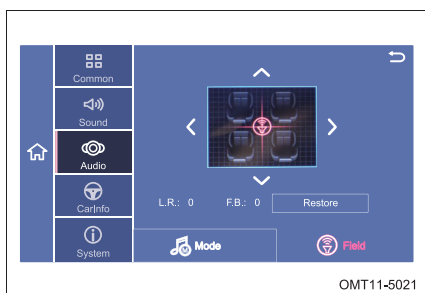 Common
Sound
Audio
CarInfo
System
L.R.: 0 F.B.: 0 Restore
Mode Field
OMT11-5021